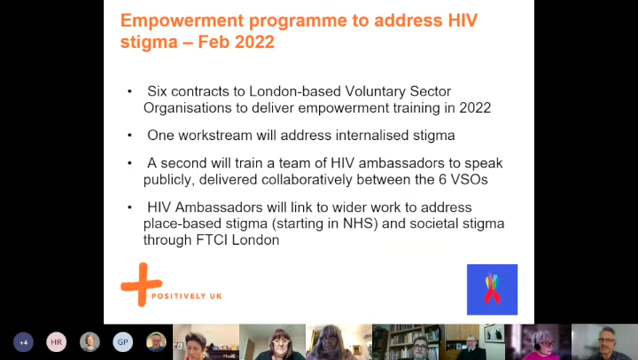 Empowerment programme to address HIV
stigma – Feb 2022
• Six contracts to London-based Voluntary Sector
Organisations to deliver empowerment training in 2022
• One workstream will address internalised stigma
• A second will train a team of HIV ambassadors to speak
publicly, delivered collaboratively between the 6 VSOs
• HIV Ambassadors will link to wider work to address
place-based stigma (starting in NHS) and societal stigma
through FTCI London
POSITIVELY UK
+4
HR
GP